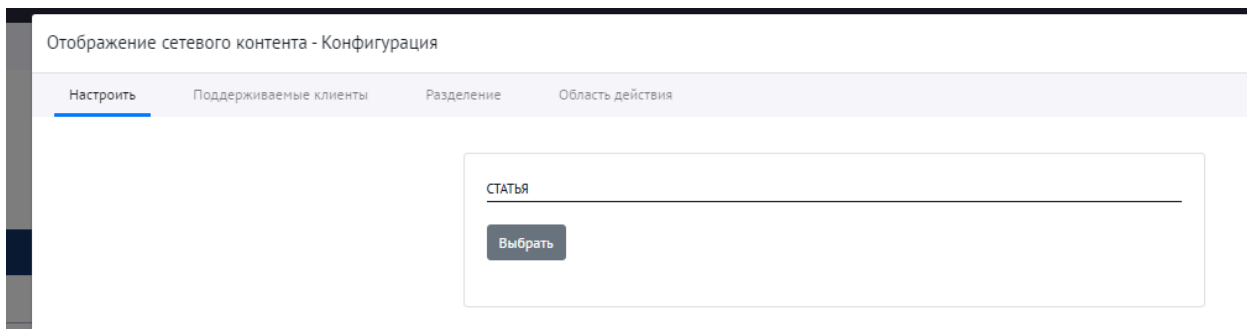 Отображение сетевого контента - Конфигурация
Настроить Поддерживаемые клиенты Разделение Область действия
СТАТЬЯ
Выбрать